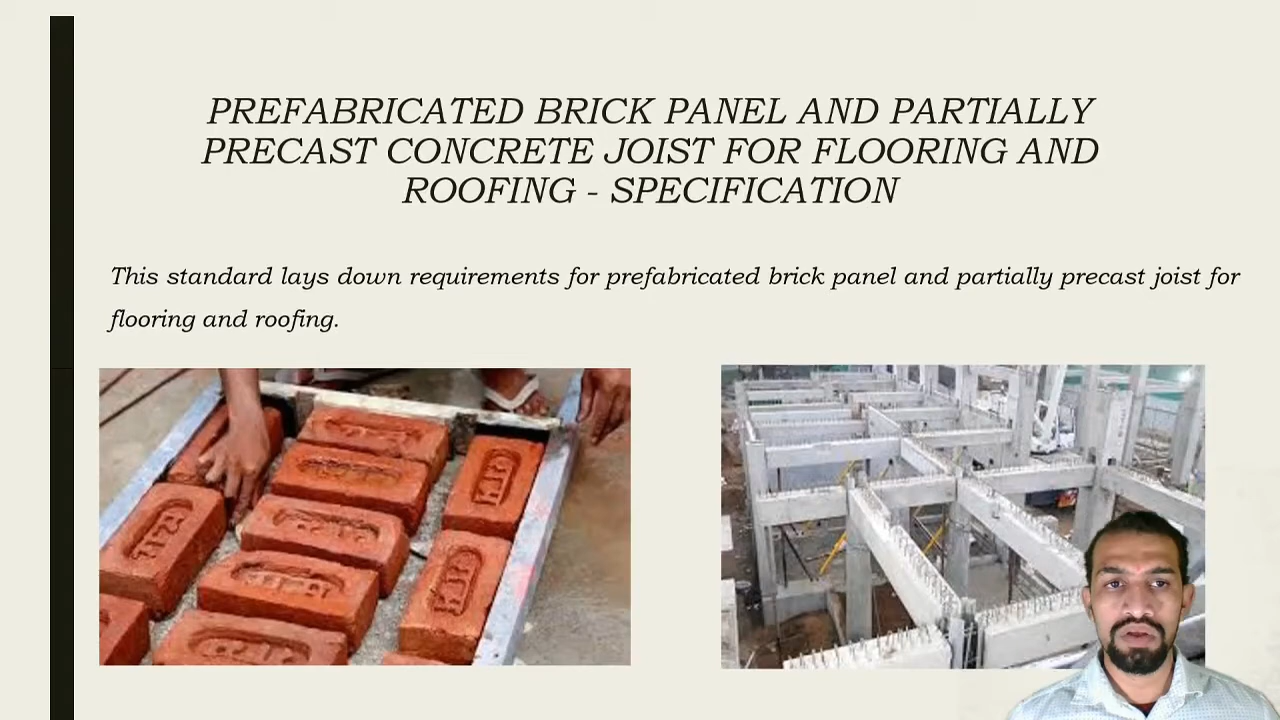 PREFABRICATED BRICK PANEL AND PARTIALLY
PRECAST CONCRETE JOIST FOR FLOORING AND
ROOFING - SPECIFICATION
This standard lays down requirements for prefabricated brick panel and partially precast joist for
flooring and roofing.